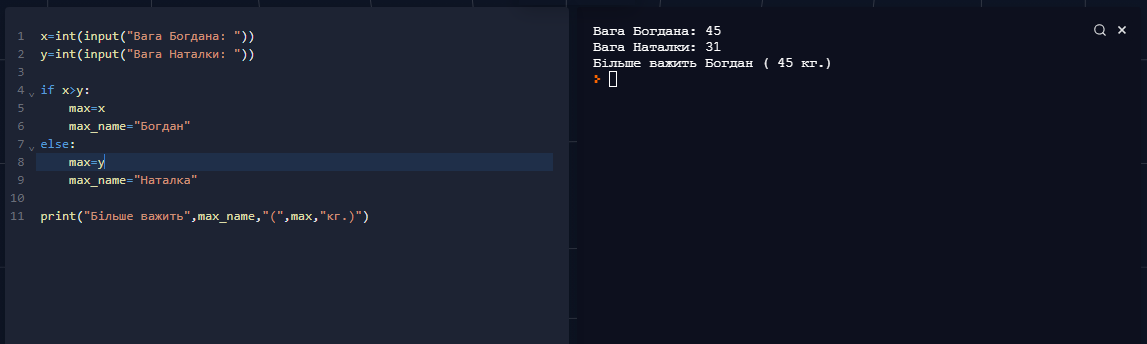 1 x=int(input("Вага Богдана: "))
2 y=int(input("Вага Наталки: "))
3
4 if x>y:
5     max=x
6     max_name="Богдан"
7 else:
8     max=y
9     max_name="Наталка"
10
11 print("Більше важить",max_name,"(",max,"кг.)")
Вага Богдана: 45
Вага Наталки: 31
Більше важить Богдан ( 45 кг.)